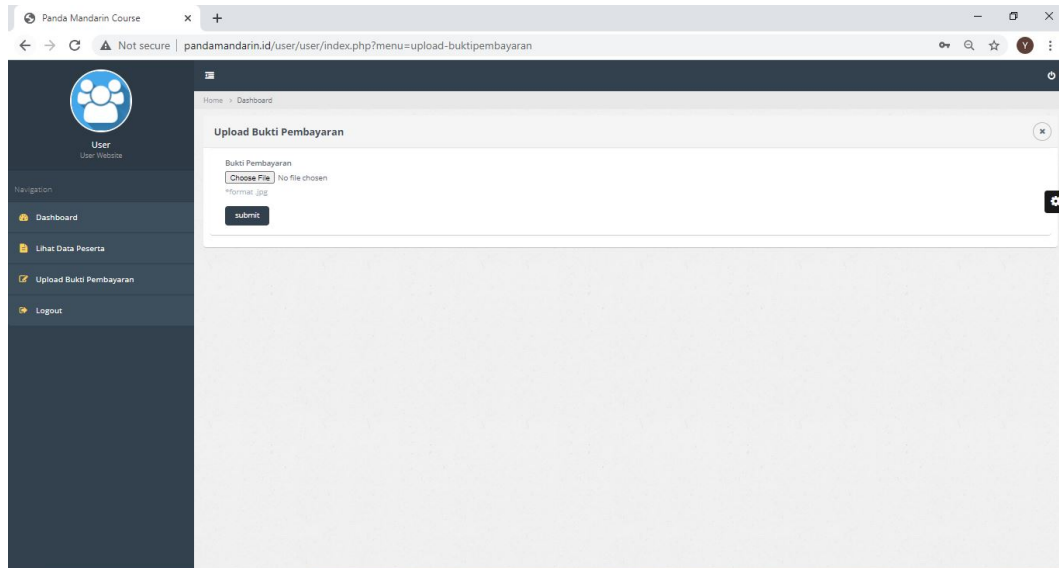 Panda Mandarin Course
Not secure | pandamandarin.id/user/user/index.php?menu=upload-buktipembayaran
Y
User
User Website
Navigation
Dashboard
Lihat Data Peserta
Upload Bukti Pembayaran
Logout
Home > Dashboard
Upload Bukti Pembayaran
Bukti Pembayaran
Choose File No file chosen
*format .jpg
submit